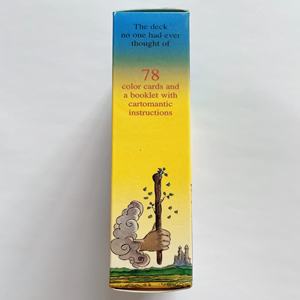 The deck
no one had ever
thought of
78
color cards and
a booklet with
cartomantic
instructions